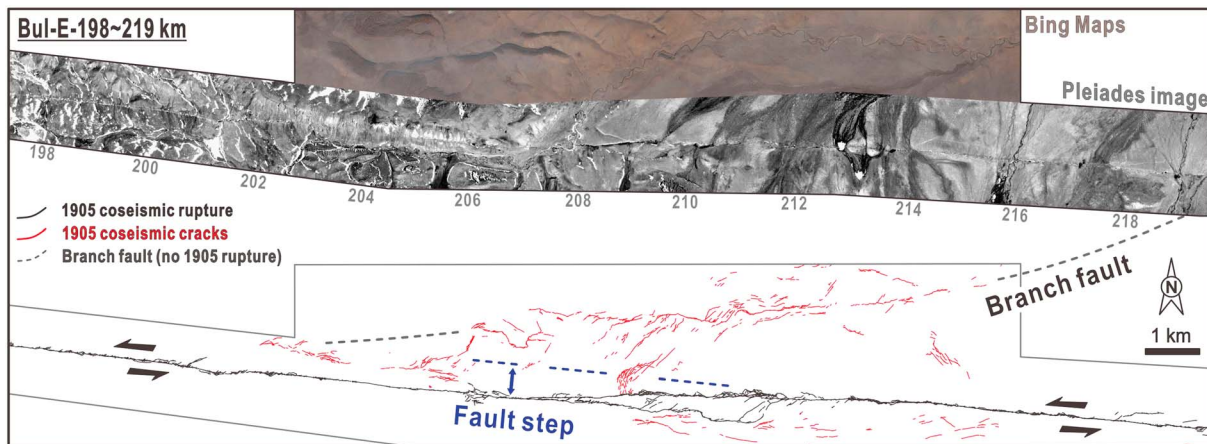 Bul-E-198~219 km
Bing Maps
Pleiades image
198
200
202
204
206
208
210
212
214
216
218
1905 coseismic rupture
1905 coseismic cracks
Branch fault (no 1905 rupture)
Branch fault
N
1 km
Fault step